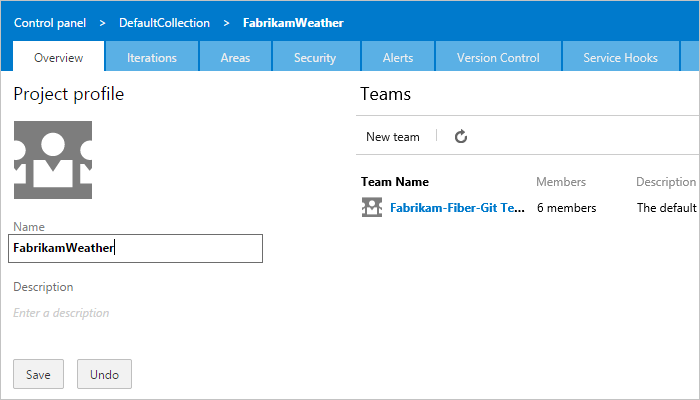 Control panel > DefaultCollection > FabrikamWeather
Overview Iterations Areas Security Alerts Version Control Service Hooks
Project profile
Name
FabrikamWeather
Description
Enter a description
Save Undo
Teams
New team
Team Name Members Description
Fabrikam-Fiber-Git Te... 6 members The default